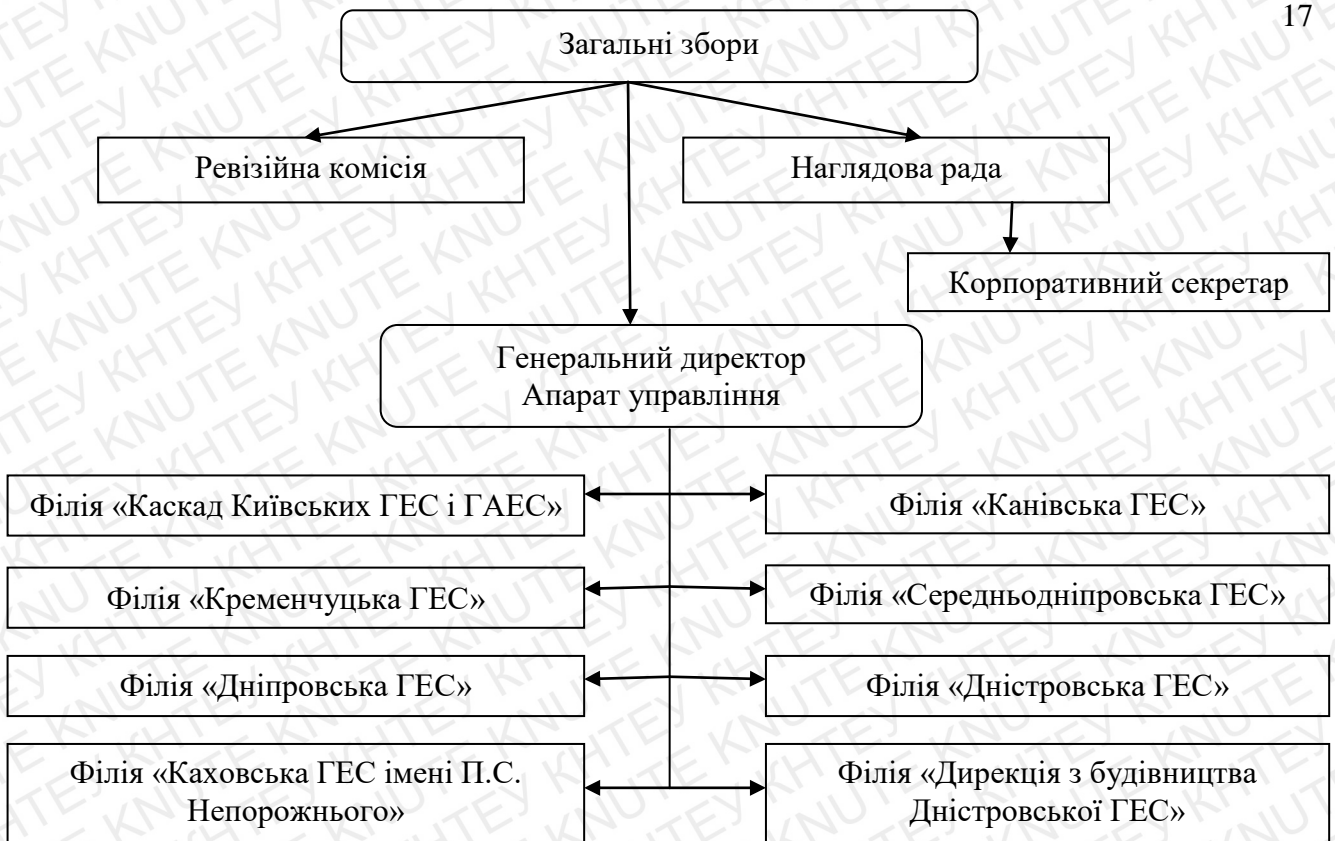 17
Загальні збори
Ревізійна комісія
Наглядова рада
Корпоративний секретар
Генеральний директор
Апарат управління
Філія «Каскад Київських ГЕС і ГАЕС»
Філія «Канівська ГЕС»
Філія «Кременчуцька ГЕС»
Філія «Середньодніпровська ГЕС»
Філія «Дніпровська ГЕС»
Філія «Дністровська ГЕС»
Філія «Каховська ГЕС імені П.С.
Непорожнього»
Філія «Дирекція з будівництва
Дністровської ГЕС»